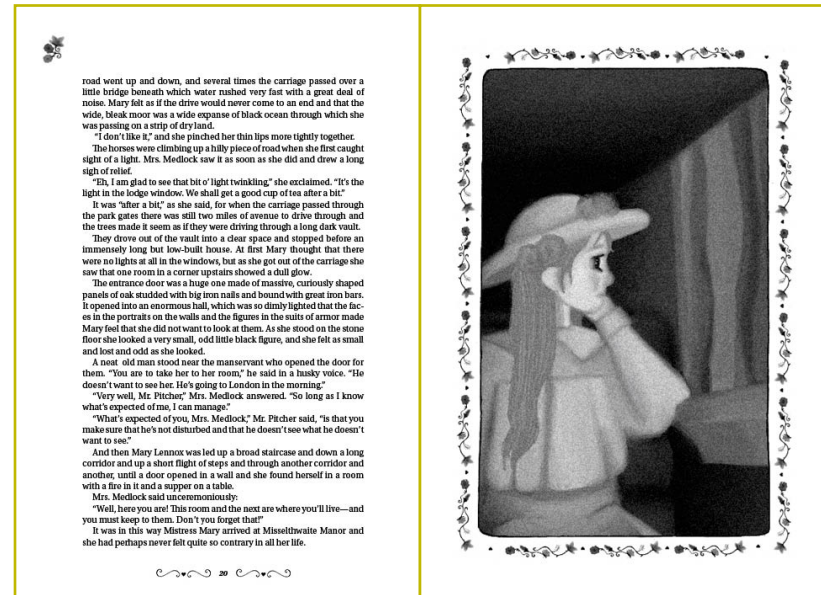 road went up and down, and several times the carriage passed over a
little bridge beneath which water rushed very fast with a great deal of
noise. Mary felt as if the drive would never come to an end and that the
wide, bleak moor was a wide expanse of black ocean through which she
was passing on a strip of dry land.
“I don’t like it,” and she pinched her thin lips more tightly together.
The horses were climbing up a hilly piece of road when she first caught
sight of a light. Mrs. Medlock saw it as soon as she did and drew a long
sigh of relief.
“Eh, I am glad to see that bit o’ light twinkling,” she exclaimed. “It’s the
light in the lodge window. We shall get a good cup of tea after a bit.”
It was “after a bit,” as she said, for when the carriage passed through
the park gates there was still two miles of avenue to drive through and
the trees made it seem as if they were driving through a long dark vault.
They drove out of the vault into a clear space and stopped before an
immensely long but low-built house. At first Mary thought that there
were no lights at all in the windows, but as she got out of the carriage she
saw that one room in a corner upstairs showed a dull glow.
The entrance door was a huge one made of massive, curiously shaped
panels of oak studded with big iron nails and bound with great iron bars.
It opened into an enormous hall, which was so dimly lighted that the fac-
es in the portraits on the walls and the figures in the suits of armor made
Mary feel that she did not want to look at them. As she stood on the stone
floor she looked a very small, odd little black figure, and she felt as small
and lost and odd as she looked.
A neat old man stood near the manservant who opened the door for
them. “You are to take her to her room,” he said in a husky voice. “He
doesn’t want to see her. He’s going to London in the morning.”
“Very well, Mr. Pitcher,” Mrs. Medlock answered. “So long as I know
what’s expected of me, I can manage.”
“What’s expected of you, Mrs. Medlock,” Mr. Pitcher said, “is that you
make sure that he’s not disturbed and that he doesn’t see what he doesn’t
want to see.”
And then Mary Lennox was led up a broad staircase and down a long
corridor and up a short flight of steps and through another corridor and
another, until a door opened in a wall and she found herself in a room
with a fire in it and a supper on a table.
Mrs. Medlock said unceremoniously:
“Well, here you are! This room and the next are where you’ll live—and
you must keep to them. Don’t you forget that!”
It was in this way Mistress Mary arrived at Misselthwaite Manor and
she had perhaps never felt quite so contrary in all her life.
20